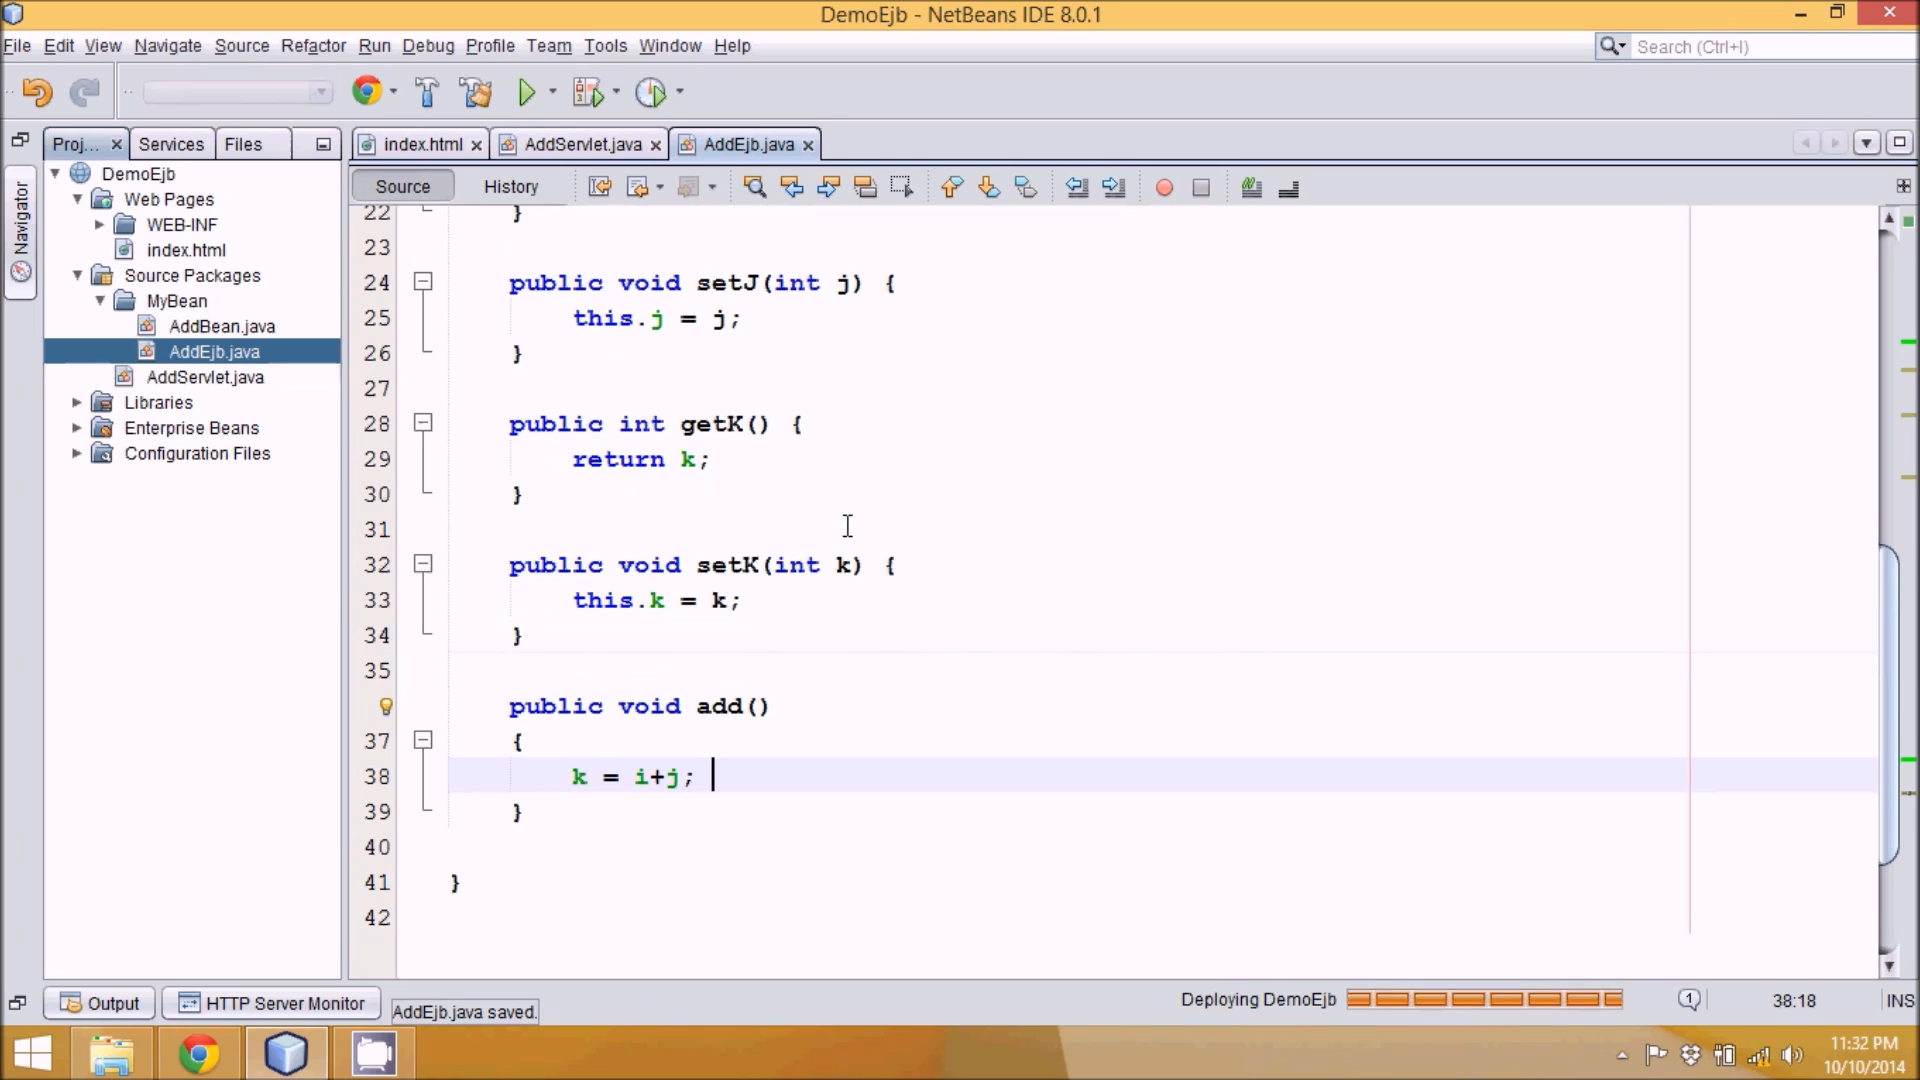 DemoEjb - NetBeans IDE 8.0.1
File Edit View Navigate Source Refactor Run Debug Profile Team Tools Window Help
Search (Ctrl+I)
Proj... Services Files
index.html AddServlet.java AddEjb.java
Navigator
DemoEjb
Web Pages
WEB-INF
index.html
Source Packages
MyBean
AddBean.java
AddEjb.java
AddServlet.java
Libraries
Enterprise Beans
Configuration Files
Source History
22 }
23
24 public void setJ(int j) {
25 this.j = j;
26 }
27
28 public int getK() {
29 return k;
30 }
31
32 public void setK(int k) {
33 this.k = k;
34 }
35
public void add()
37 {
38 k = i+j;
39 }
40
41 }
42
Output HTTP Server Monitor
AddEjb.java saved.
Deploying DemoEjb
1
38:18
INS
11:32 PM
10/10/2014